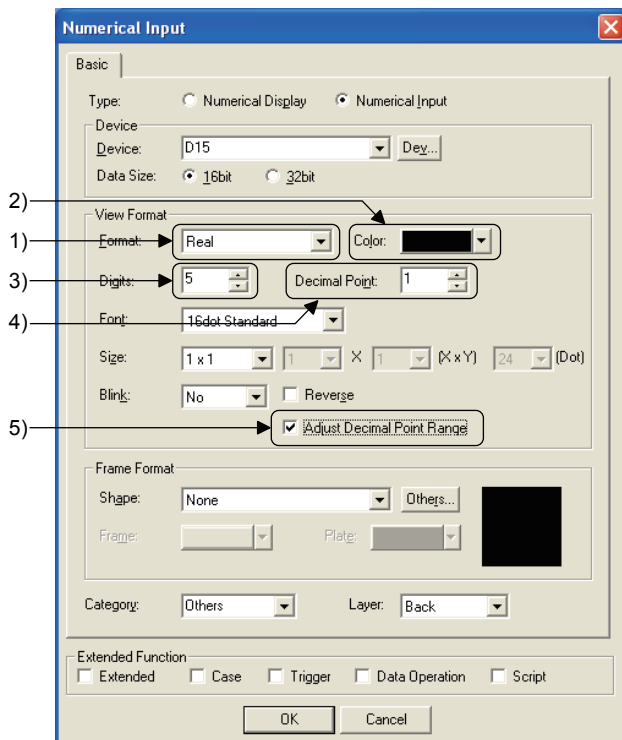 Numerical Input
Basic
Type: Numerical Display Numerical Input
Device
Device: D15 Dev...
Data Size: 16bit 32bit
2)
View Format
1) Format: Real Color:
3) Digits: 5 Decimal Point: 1
4) Font: 16dot Standard
Size: 1 x 1 1 X 1 (X x Y) 24 (Dot)
Blink: No Reverse
5) Adjust Decimal Point Range
Frame Format
Shape: None Others...
Frame: Plate:
Category: Others Layer: Back
Extended Function
Extended Case Trigger Data Operation Script
OK Cancel